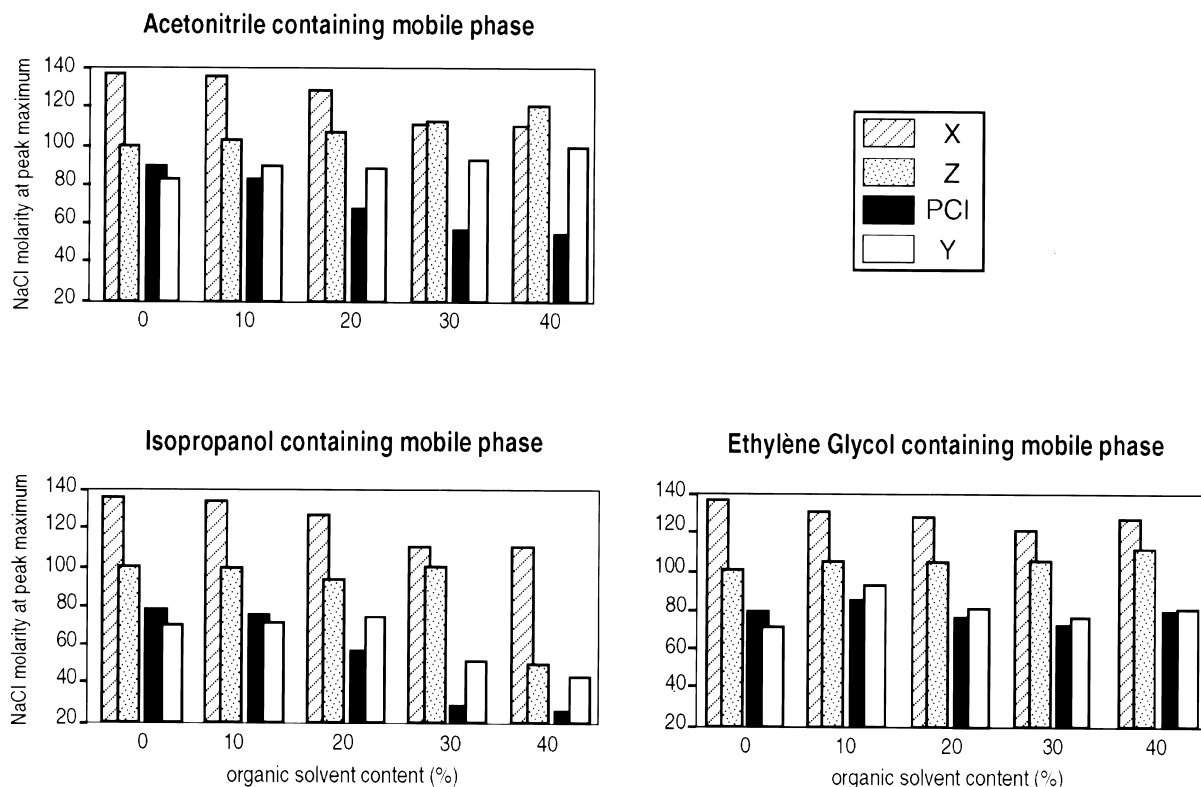 Acetonitrile containing mobile phase
NaCl molarity at peak maximum
140
120
100
80
60
40
20
0 10 20 30 40
X
Z
PCI
Y
Isopropanol containing mobile phase
NaCl molarity at peak maximum
140
120
100
80
60
40
20
0 10 20 30 40
organic solvent content (%)
Ethylène Glycol containing mobile phase
140
120
100
80
60
40
20
0 10 20 30 40
organic solvent content (%)